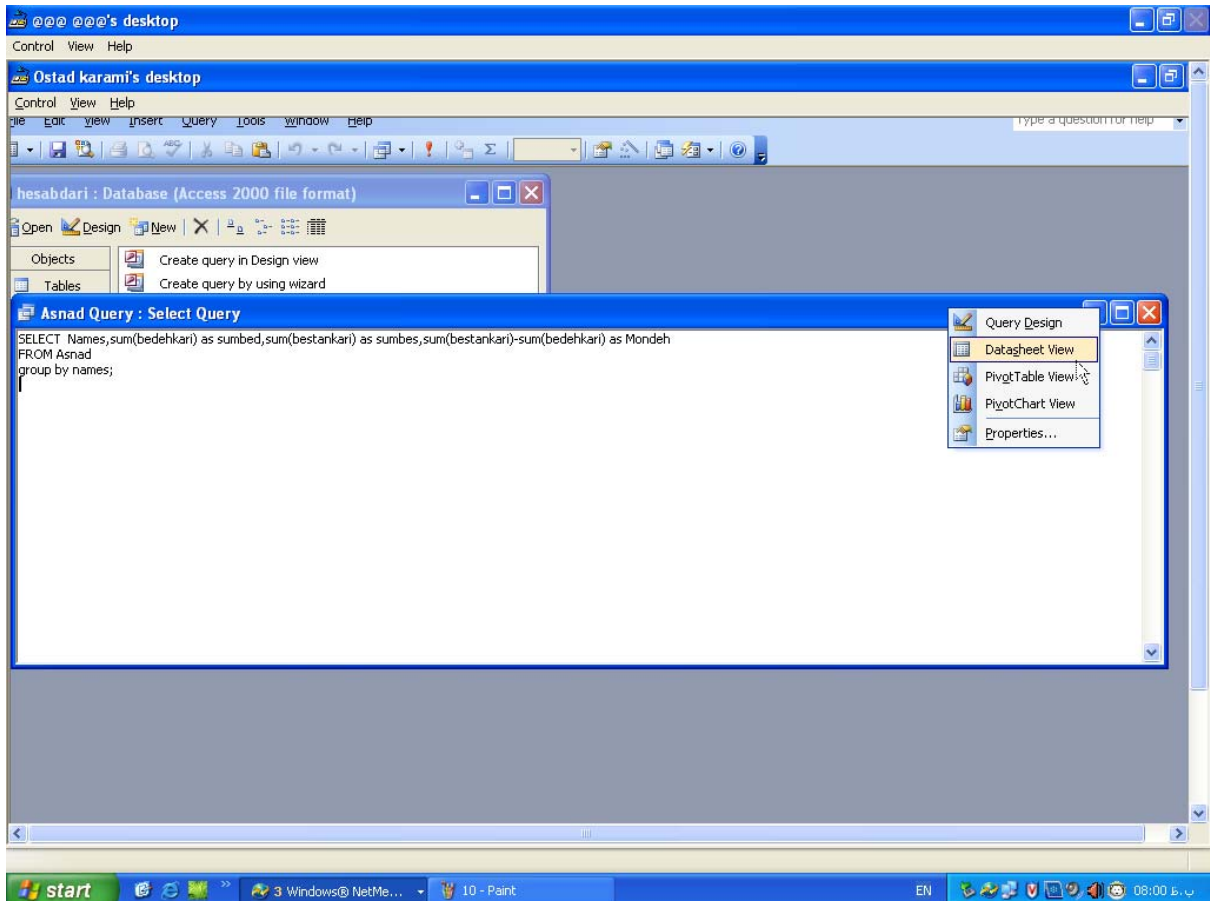 @@@ @@@'s desktop
Control View Help
Ostad karami's desktop
Control View Help
File Edit View Insert Query Tools Window Help
Type a question for help
hesabdari : Database (Access 2000 file format)
Open Design New
Objects
Create query in Design view
Tables
Create query by using wizard
Asnad Query : Select Query
SELECT Names,sum(bedehkari) as sumbed,sum(bestankari) as sumbes,sum(bestankari)-sum(bedehkari) as Mondeh
FROM Asnad
group by names;
Query Design
Datasheet View
PivotTable View
PivotChart View
Properties...
start
3 Windows® NetMe...
10 - Paint
EN
08:00 ب.ظ